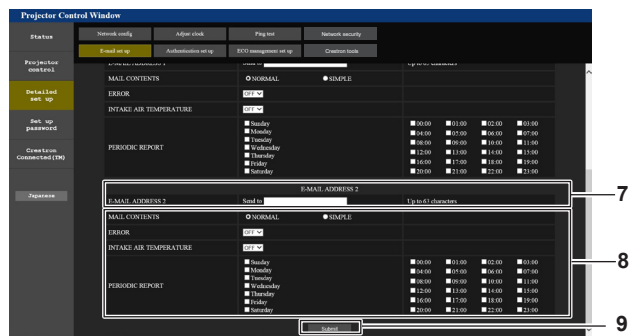 Projector Control Window
Status
Network config Adjust clock Ping test Network security
E-mail set up Authentication set up ECO management set up Crestron tools
Projector control
E-MAIL ADDRESS 1 Send to Up to 63 characters
MAIL CONTENTS NORMAL SIMPLE
Detailed set up
ERROR OFF
INTAKE AIR TEMPERATURE OFF
Set up password
Crestron Connected(TM)
PERIODIC REPORT
Sunday 00:00 01:00 02:00 03:00
Monday 04:00 05:00 06:00 07:00
Tuesday 08:00 09:00 10:00 11:00
Wednesday 12:00 13:00 14:00 15:00
Thursday 16:00 17:00 18:00 19:00
Friday 20:00 21:00 22:00 23:00
Saturday
Japanese
E-MAIL ADDRESS 2
E-MAIL ADDRESS 2 Send to Up to 63 characters
7
MAIL CONTENTS NORMAL SIMPLE
ERROR OFF
INTAKE AIR TEMPERATURE OFF
8
PERIODIC REPORT
Sunday 00:00 01:00 02:00 03:00
Monday 04:00 05:00 06:00 07:00
Tuesday 08:00 09:00 10:00 11:00
Wednesday 12:00 13:00 14:00 15:00
Thursday 16:00 17:00 18:00 19:00
Friday 20:00 21:00 22:00 23:00
Saturday
Submit
9